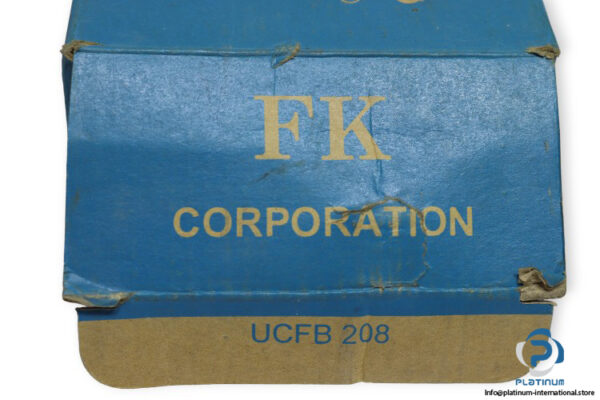 FK
CORPORATION
UCFB 208
PLATINUM
info@platinum-international.store